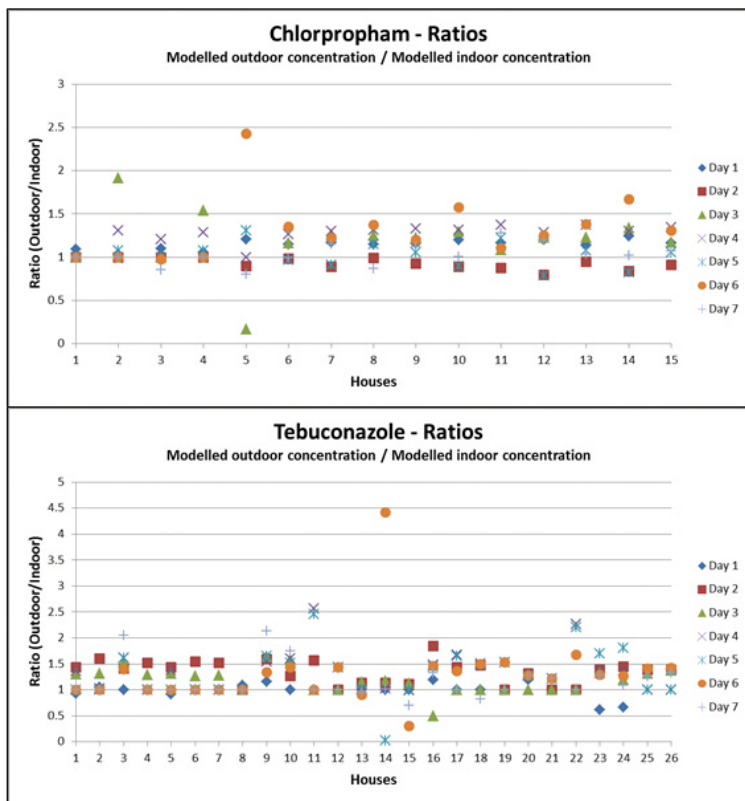 Chlorpropham - Ratios
Modelled outdoor concentration / Modelled indoor concentration
Ratio (Outdoor/Indoor)
3
2.5
2
1.5
1
0.5
0
1 2 3 4 5 6 7 8 9 10 11 12 13 14 15
Houses
Day 1
Day 2
Day 3
Day 4
Day 5
Day 6
Day 7
Tebuconazole - Ratios
Modelled outdoor concentration / Modelled indoor concentration
Ratio (Outdoor/Indoor)
5
4.5
4
3.5
3
2.5
2
1.5
1
0.5
0
1 2 3 4 5 6 7 8 9 10 11 12 13 14 15 16 17 18 19 20 21 22 23 24 25 26
Houses
Day 1
Day 2
Day 3
Day 4
Day 5
Day 6
Day 7